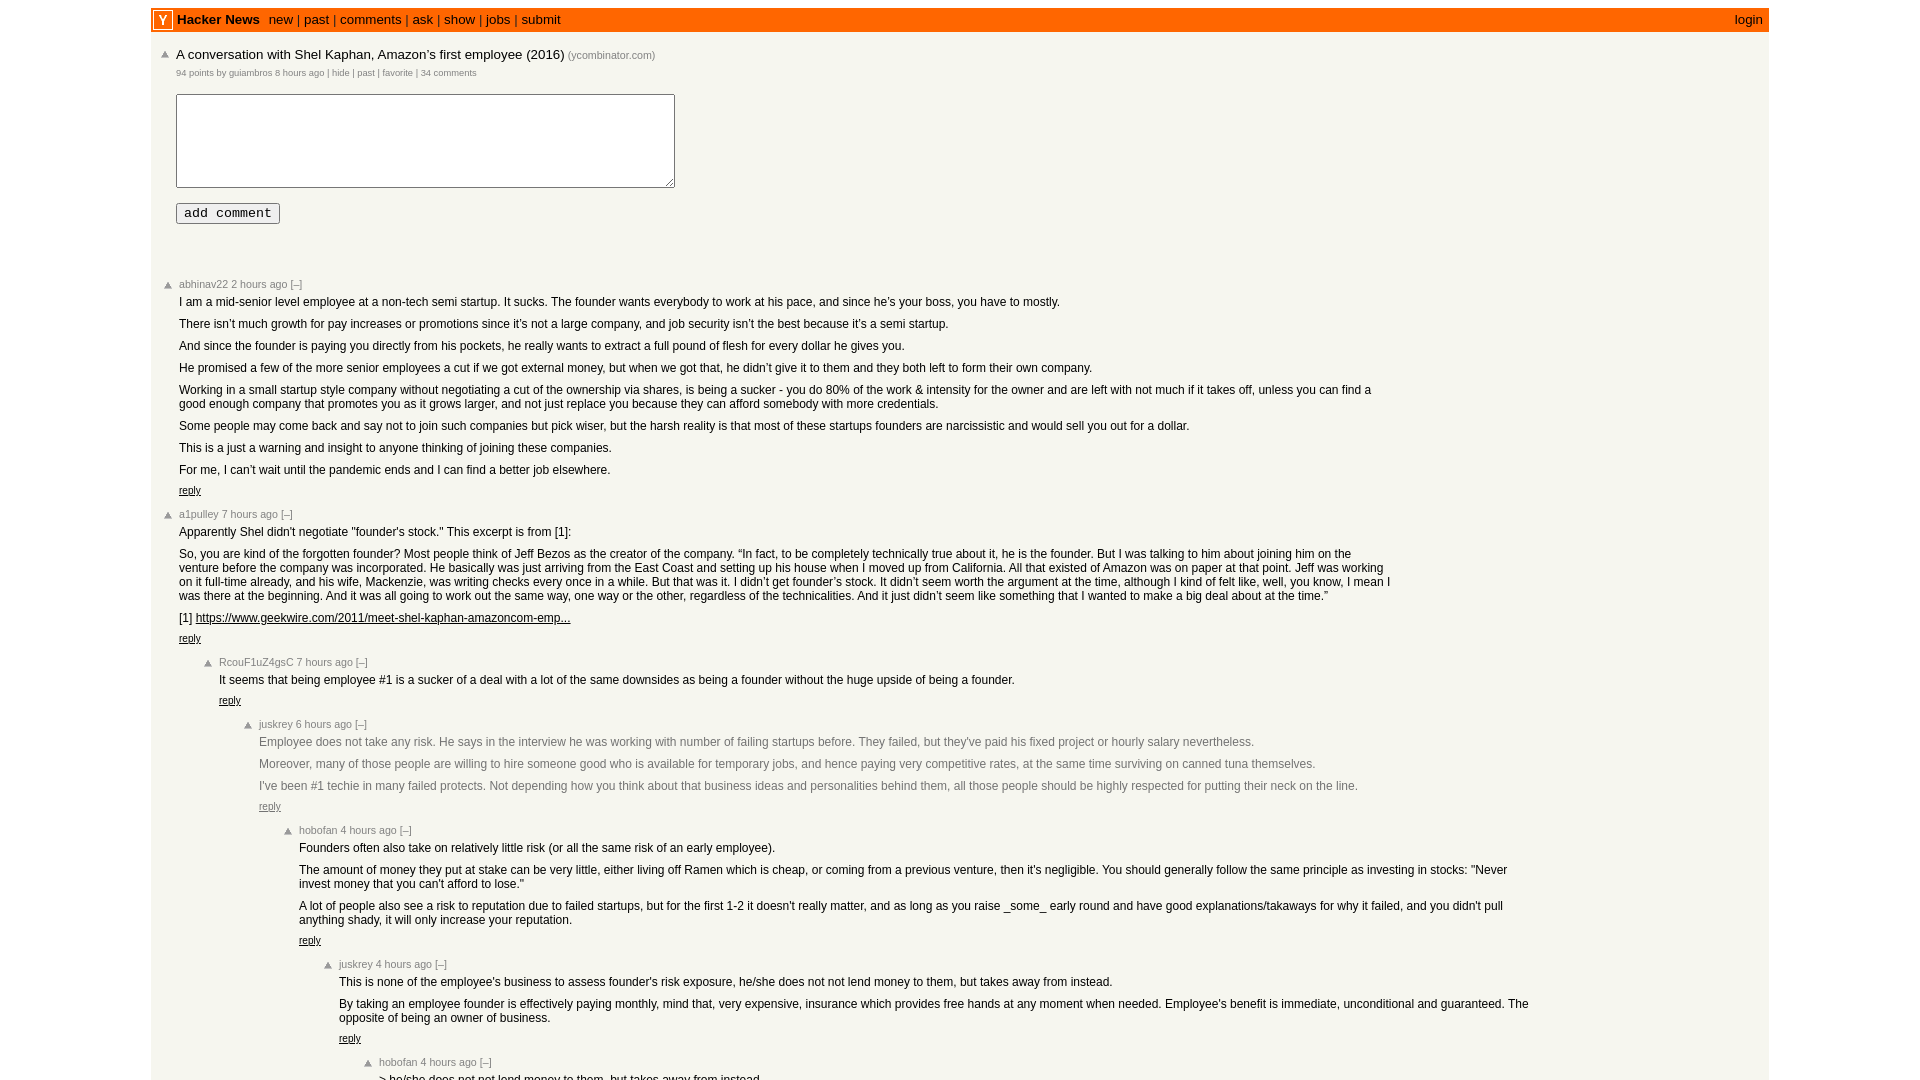 Y Hacker News new | past | comments | ask | show | jobs | submit login
A conversation with Shel Kaphan, Amazon’s first employee (2016) (ycombinator.com)
94 points by guiambros 8 hours ago | hide | past | favorite | 34 comments
add comment
abhinav22 2 hours ago [–]
I am a mid-senior level employee at a non-tech semi startup. It sucks. The founder wants everybody to work at his pace, and since he’s your boss, you have to mostly.
There isn’t much growth for pay increases or promotions since it’s not a large company, and job security isn’t the best because it’s a semi startup.
And since the founder is paying you directly from his pockets, he really wants to extract a full pound of flesh for every dollar he gives you.
He promised a few of the more senior employees a cut if we got external money, but when we got that, he didn’t give it to them and they both left to form their own company.
Working in a small startup style company without negotiating a cut of the ownership via shares, is being a sucker - you do 80% of the work & intensity for the owner and are left with not much if it takes off, unless you can find a
good enough company that promotes you as it grows larger, and not just replace you because they can afford somebody with more credentials.
Some people may come back and say not to join such companies but pick wiser, but the harsh reality is that most of these startups founders are narcissistic and would sell you out for a dollar.
This is a just a warning and insight to anyone thinking of joining these companies.
For me, I can’t wait until the pandemic ends and I can find a better job elsewhere.
reply
a1pulley 7 hours ago [–]
Apparently Shel didn't negotiate "founder's stock." This excerpt is from [1]:
So, you are kind of the forgotten founder? Most people think of Jeff Bezos as the creator of the company. “In fact, to be completely technically true about it, he is the founder. But I was talking to him about joining him on the
venture before the company was incorporated. He basically was just arriving from the East Coast and setting up his house when I moved up from California. All that existed of Amazon was on paper at that point. Jeff was working
on it full-time already, and his wife, Mackenzie, was writing checks every once in a while. But that was it. I didn’t get founder’s stock. It didn’t seem worth the argument at the time, although I kind of felt like, well, you know, I mean I
was there at the beginning. And it was all going to work out the same way, one way or the other, regardless of the technicalities. And it just didn’t seem like something that I wanted to make a big deal about at the time.”
[1] https://www.geekwire.com/2011/meet-shel-kaphan-amazoncom-emp...
reply
RcouF1uZ4gsC 7 hours ago [–]
It seems that being employee #1 is a sucker of a deal with a lot of the same downsides as being a founder without the huge upside of being a founder.
reply
juskrey 6 hours ago [–]
Employee does not take any risk. He says in the interview he was working with number of failing startups before. They failed, but they've paid his fixed project or hourly salary nevertheless.
Moreover, many of those people are willing to hire someone good who is available for temporary jobs, and hence paying very competitive rates, at the same time surviving on canned tuna themselves.
I've been #1 techie in many failed protects. Not depending how you think about that business ideas and personalities behind them, all those people should be highly respected for putting their neck on the line.
reply
hobofan 4 hours ago [–]
Founders often also take on relatively little risk (or all the same risk of an early employee).
The amount of money they put at stake can be very little, either living off Ramen which is cheap, or coming from a previous venture, then it's negligible. You should generally follow the same principle as investing in stocks: "Never
invest money that you can't afford to lose."
A lot of people also see a risk to reputation due to failed startups, but for the first 1-2 it doesn't really matter, and as long as you raise _some_ early round and have good explanations/takaways for why it failed, and you didn't pull
anything shady, it will only increase your reputation.
reply
juskrey 4 hours ago [–]
This is none of the employee's business to assess founder's risk exposure, he/she does not not lend money to them, but takes away from instead.
By taking an employee founder is effectively paying monthly, mind that, very expensive, insurance which provides free hands at any moment when needed. Employee's benefit is immediate, unconditional and guaranteed. The
opposite of being an owner of business.
reply
hobofan 4 hours ago [–]
> he/she does not not lend money to them, but takes away from instead